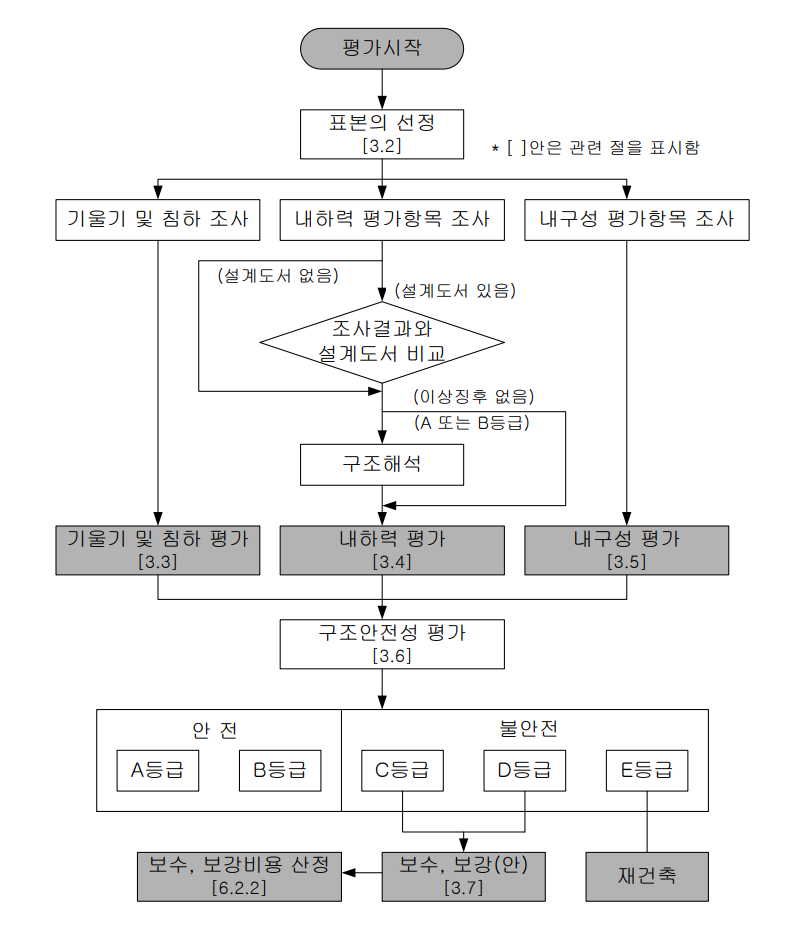 평가시작
표본의 선정
[3.2]
* [ ]안은 관련 절을 표시함
기울기 및 침하 조사
내하력 평가항목 조사
내구성 평가항목 조사
(설계도서 없음)
(설계도서 있음)
조사결과와
설계도서 비교
(이상징후 없음)
(A 또는 B등급)
구조해석
기울기 및 침하 평가
[3.3]
내하력 평가
[3.4]
내구성 평가
[3.5]
구조안전성 평가
[3.6]
안 전
불안전
A등급
B등급
C등급
D등급
E등급
보수, 보강비용 산정
[6.2.2]
보수, 보강(안)
[3.7]
재건축